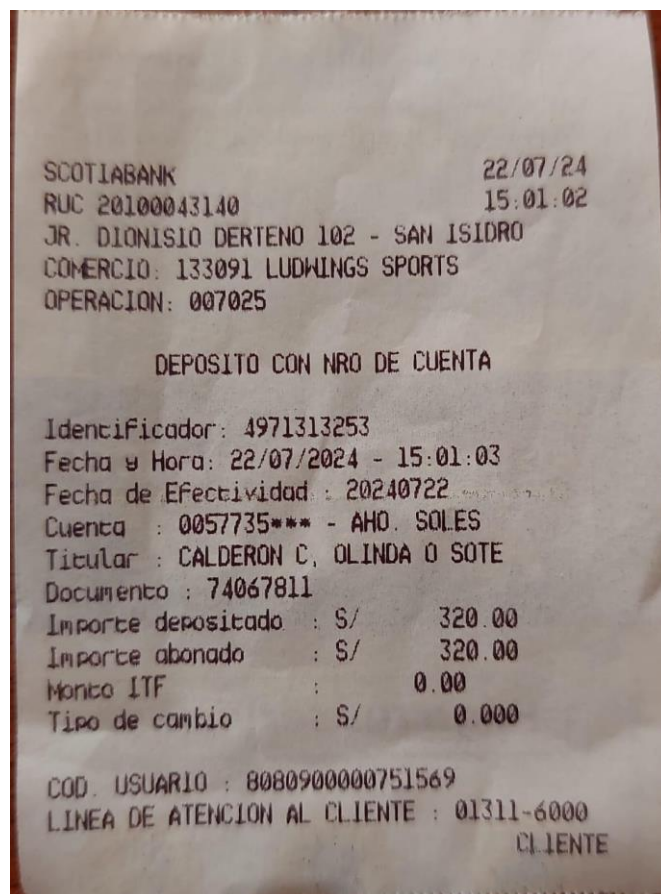 SCOTIABANK 22/07/24
RUC 20100043140 15:01:02
JR. DIONISIO DERTENO 102 - SAN ISIDRO
COMERCIO: 133091 LUDWINGS SPORTS
OPERACION: 007025
DEPOSITO CON NRO DE CUENTA
Identificador: 4971313253
Fecha y Hora: 22/07/2024 - 15:01:03
Fecha de Efectividad : 20240722
Cuenta : 0057735*** - AHO. SOLES
Titular : CALDERON C, OLINDA O SOTE
Documento : 74067811
Importe depositado : S/ 320.00
Importe abonado : S/ 320.00
Monto ITF : 0.00
Tipo de cambio : S/ 0.000
COD. USUARIO : 8080900000751569
LINEA DE ATENCION AL CLIENTE : 01311-6000
CLIENTE